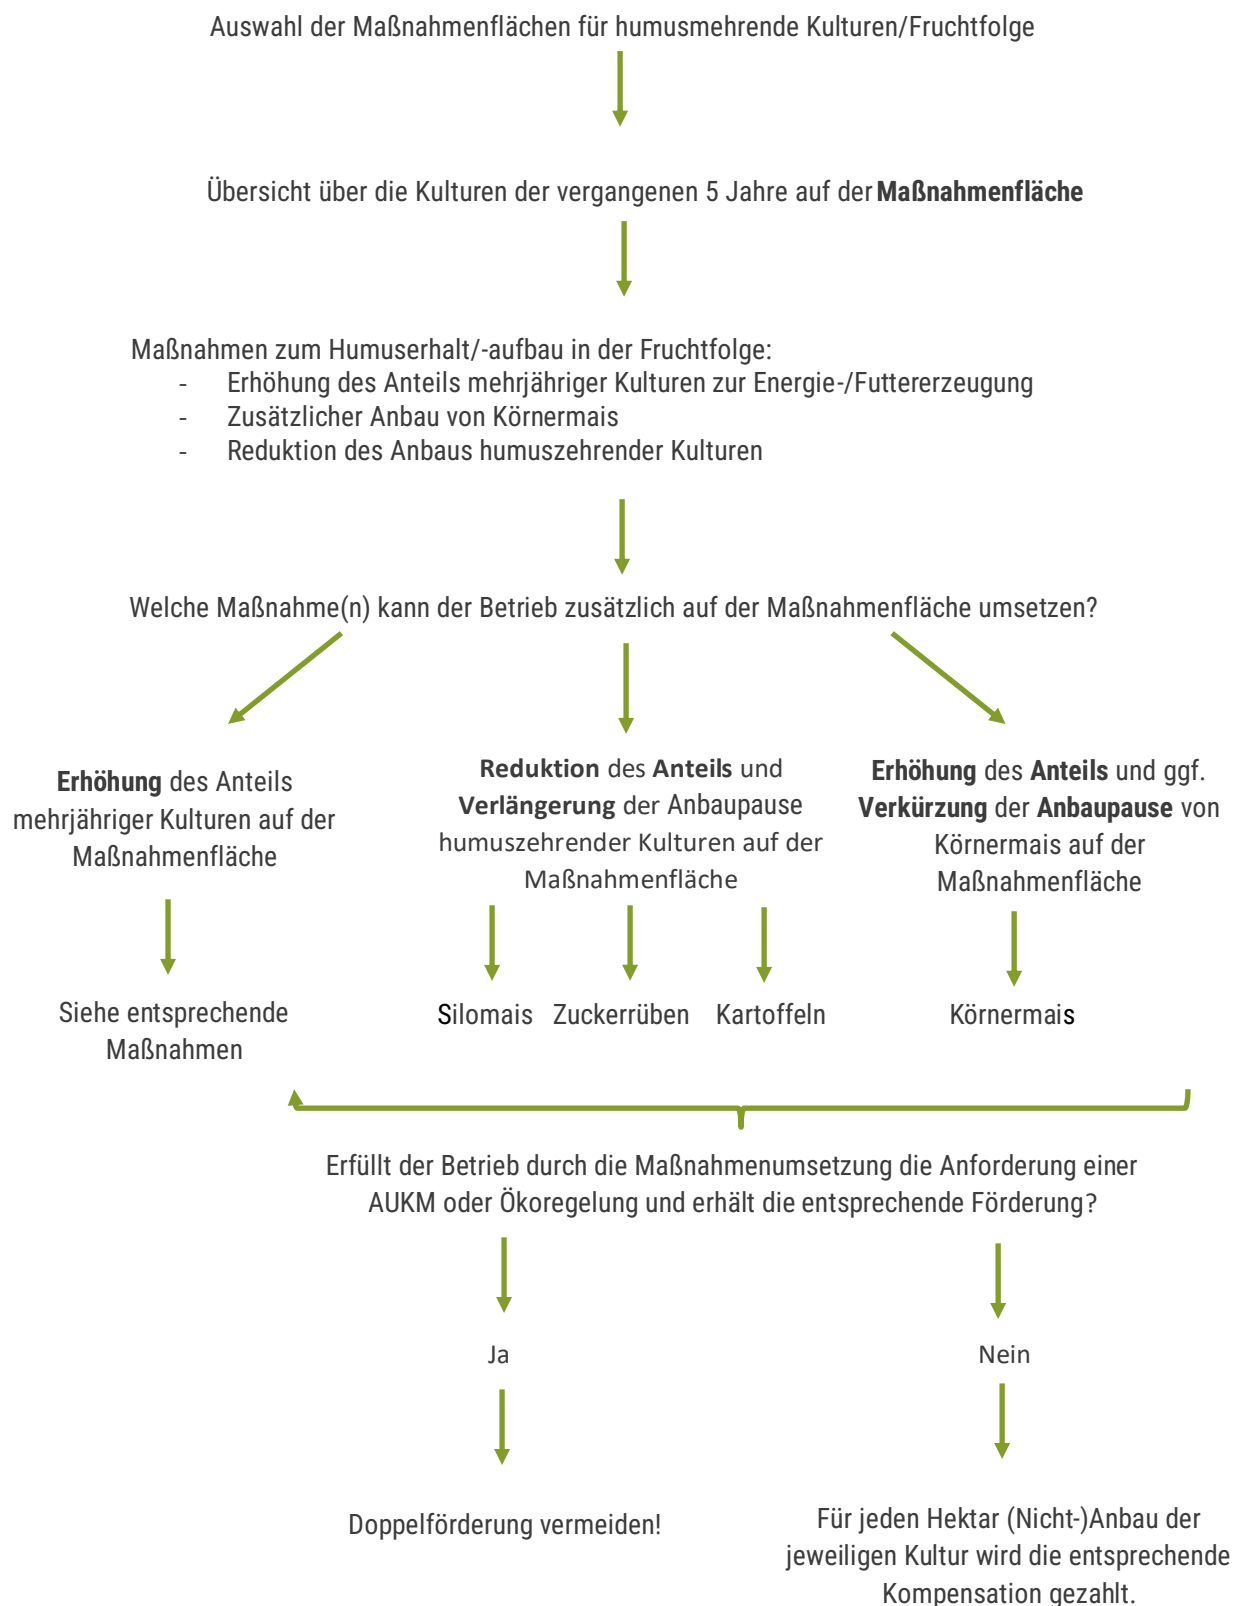 Auswahl der Maßnahmenflächen für humusmehrende Kulturen/Fruchtfolge
Übersicht über die Kulturen der vergangenen 5 Jahre auf der Maßnahmenfläche
Maßnahmen zum Humuserhalt/-aufbau in der Fruchtfolge:
- Erhöhung des Anteils mehrjähriger Kulturen zur Energie-/Futtererzeugung
- Zusätzlicher Anbau von Körnermais
- Reduktion des Anbaus humuszehrender Kulturen
Welche Maßnahme(n) kann der Betrieb zusätzlich auf der Maßnahmenfläche umsetzen?
Erhöhung des Anteils
mehrjähriger Kulturen auf der
Maßnahmenfläche
Reduktion des Anteils und
Verlängerung der Anbaupause
humuszehrender Kulturen auf der
Maßnahmenfläche
Erhöhung des Anteils und ggf.
Verkürzung der Anbaupause von
Körnermais auf der
Maßnahmenfläche
Siehe entsprechende
Maßnahmen
Silomais
Zuckerrüben
Kartoffeln
Körnermais
Erfüllt der Betrieb durch die Maßnahmenumsetzung die Anforderung einer
AUKM oder Ökoregelung und erhält die entsprechende Förderung?
Ja
Nein
Doppelförderung vermeiden!
Für jeden Hektar (Nicht-)Anbau der
jeweiligen Kultur wird die entsprechende
Kompensation gezahlt.